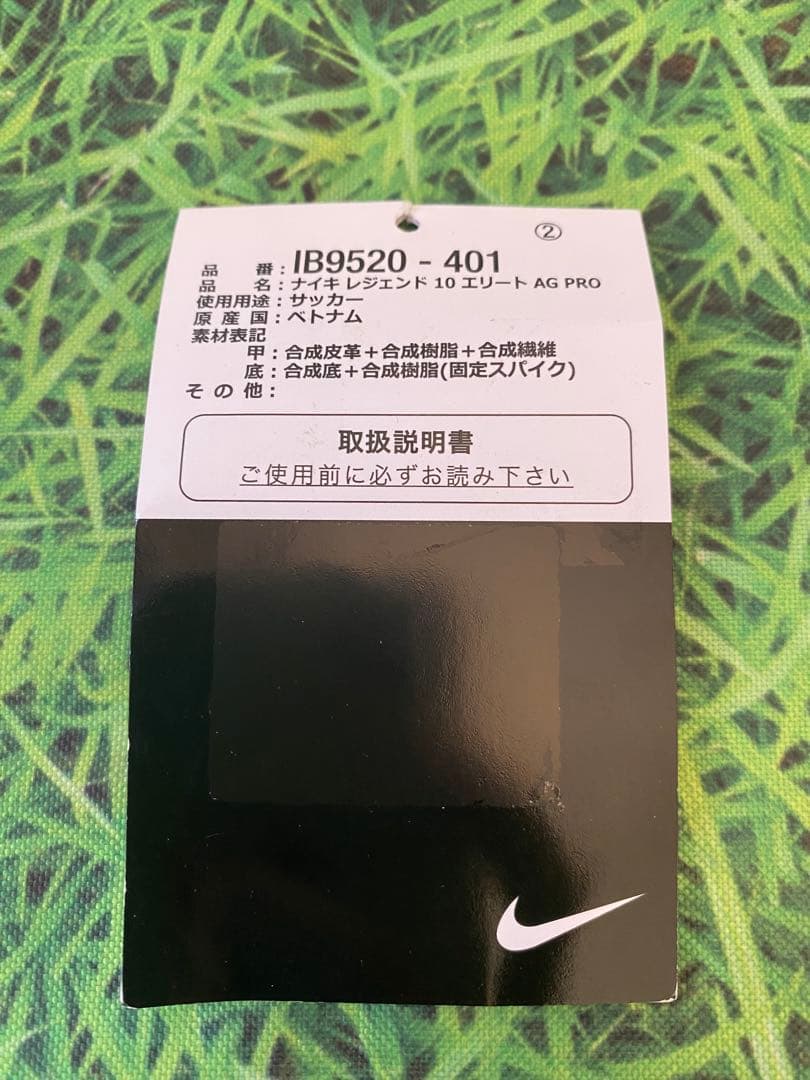 ②
品 番：IB9520 - 401
品 名：ナイキ レジェンド 10 エリート AG PRO
使用用途：サッカー
原 産 国：ベトナム
素材表記
甲：合成皮革＋合成樹脂＋合成繊維
底：合成底＋合成樹脂(固定スパイク)
そ の 他：
取扱説明書
ご使用前に必ずお読み下さい